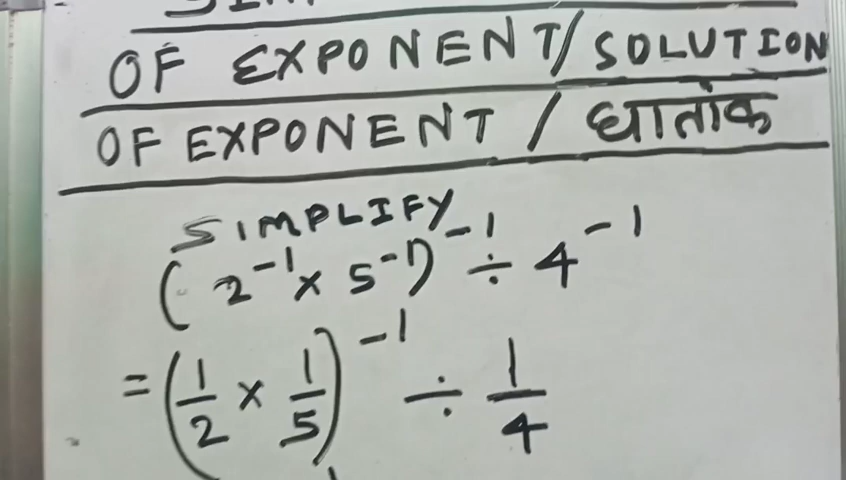 OF EXPONENT/SOLUTION
OF EXPONENT / घातांक
SIMPLIFY
(2⁻¹ × 5⁻¹)⁻¹ ÷ 4⁻¹
= (1/2 × 1/5)⁻¹ ÷ 1/4